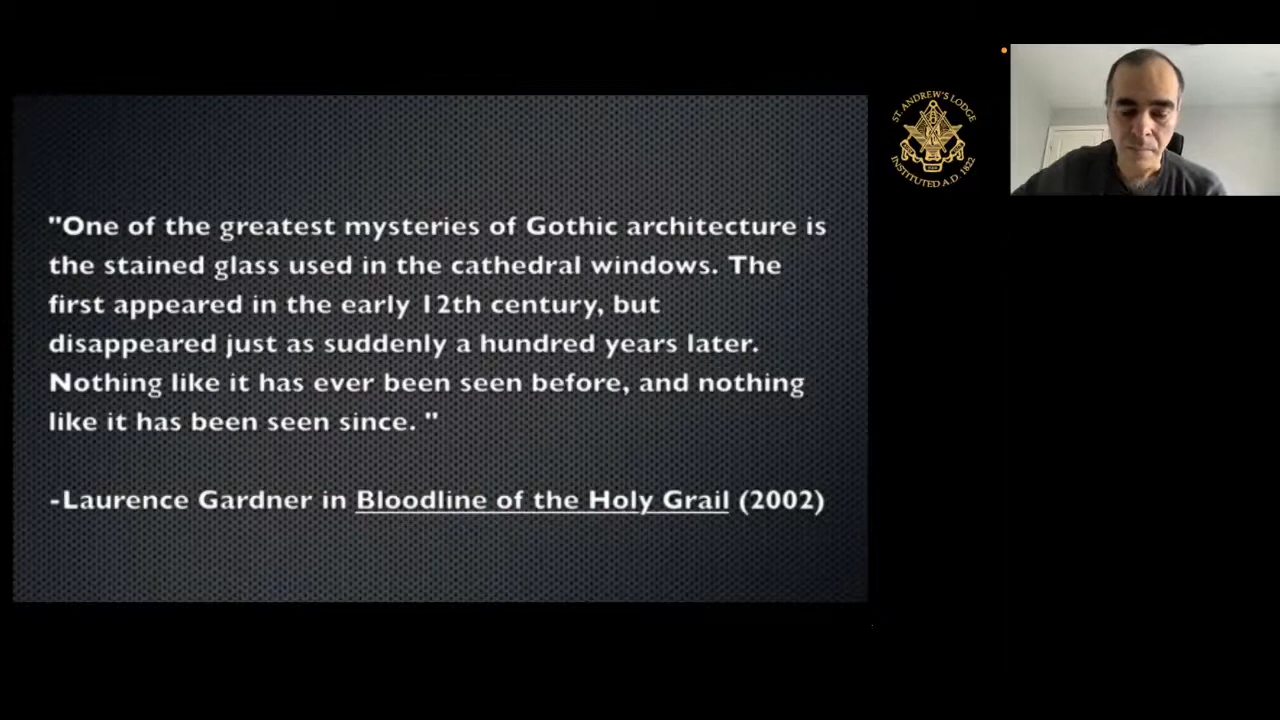 "One of the greatest mysteries of Gothic architecture is
the stained glass used in the cathedral windows. The
first appeared in the early 12th century, but
disappeared just as suddenly a hundred years later.
Nothing like it has ever been seen before, and nothing
like it has been seen since. "
-Laurence Gardner in Bloodline of the Holy Grail (2002)
ST. ANDREW'S LODGE
INSTITUTED A.D. 1822